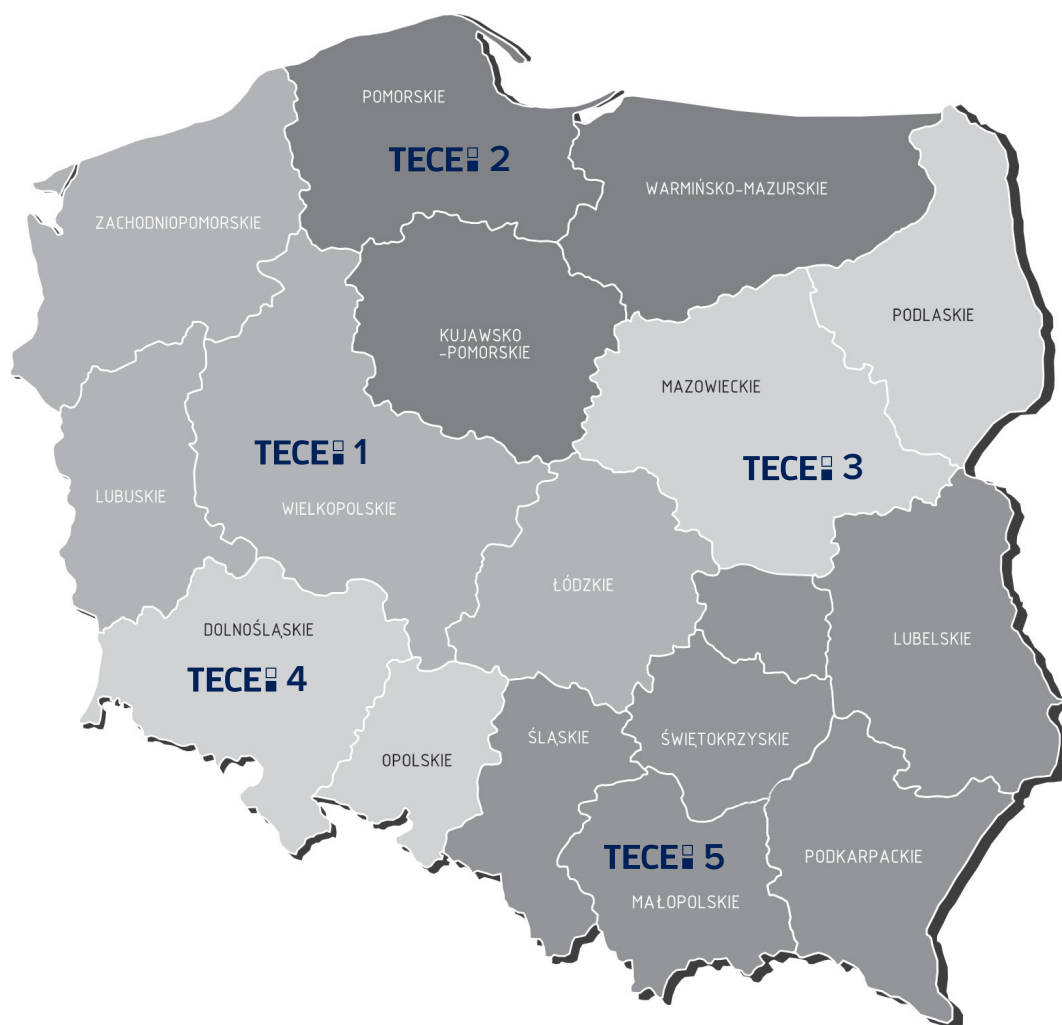 POMORSKIE
TECE 2
WARMIŃSKO-MAZURSKIE
ZACHODNIOPOMORSKIE
PODLASKIE
KUJAWSKO
-POMORSKIE
MAZOWIECKIE
TECE 1
TECE 3
LUBUSKIE
WIELKOPOLSKIE
ŁÓDZKIE
DOLNOŚLĄSKIE
LUBELSKIE
TECE 4
ŚLĄSKIE
ŚWIĘTOKRZYSKIE
OPOLSKIE
TECE 5
PODKARPACKIE
MAŁOPOLSKIE